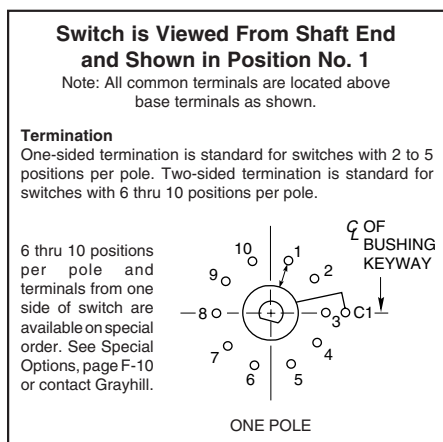 Switch is Viewed From Shaft End
and Shown in Position No. 1
Note: All common terminals are located above
base terminals as shown.
Termination
One-sided termination is standard for switches with 2 to 5
positions per pole. Two-sided termination is standard for
switches with 6 thru 10 positions per pole.
6 thru 10 positions
per pole and
terminals from one
side of switch are
available on special
order. See Special
Options, page F-10
or contact Grayhill.
℄ OF
BUSHING
KEYWAY
10
1
9
2
8
3
C1
7
4
6
5
ONE POLE